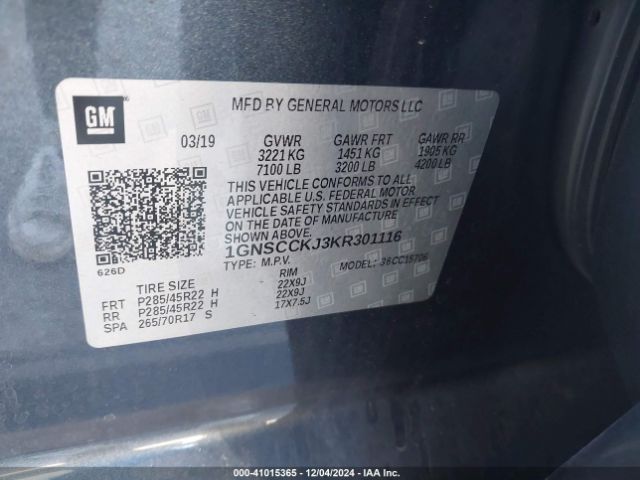 GM
MFD BY GENERAL MOTORS LLC
03/19 GVWR GAWR FRT GAWR RR
3221 KG 1451 KG 1905 KG
7100 LB 3200 LB 4200 LB
THIS VEHICLE CONFORMS TO ALL
APPLICABLE U.S. FEDERAL MOTOR
VEHICLE SAFETY STANDARDS IN EFFECT
ON THE DATE OF MANUFACTURE
SHOWN ABOVE.
1GNSCCKJ3KR301116
626D
TYPE: M.P.V. MODEL: 36CC15706
TIRE SIZE RIM
FRT P285/45R22 H 22X9J
RR P285/45R22 H 22X9J
SPA 265/70R17 S 17X7.5J
000-41015365 - 12/04/2024 - IAA Inc.